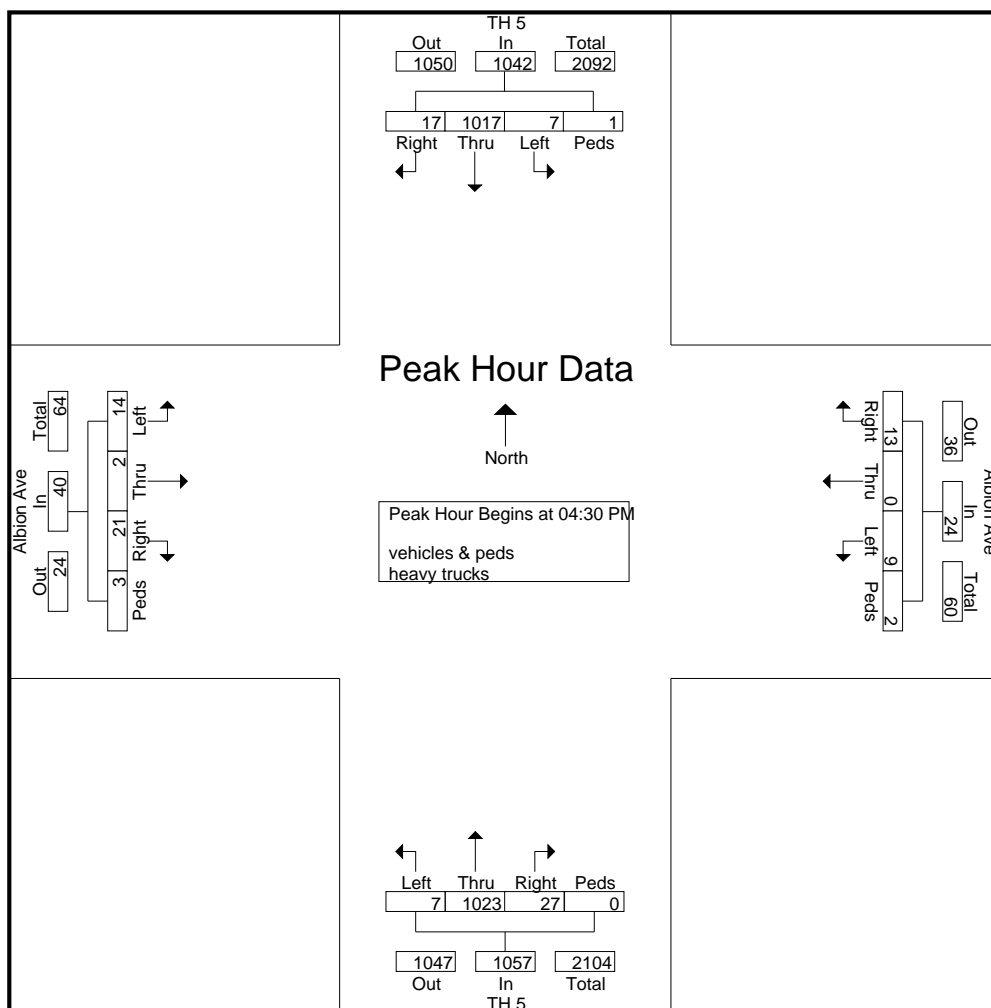 TH 5
Out In Total
1050 1042 2092
17 1017 7 1
Right Thru Left Peds
Peak Hour Data
North
Peak Hour Begins at 04:30 PM
vehicles & peds
heavy trucks
Albion Ave
Out In Total
24 40 64
3 21 2 14
Peds Right Thru Left
Albion Ave
Out In Total
36 24 60
13 0 9 2
Right Thru Left Peds
Left Thru Right Peds
7 1023 27 0
1047 1057 2104
Out In Total
TH 5